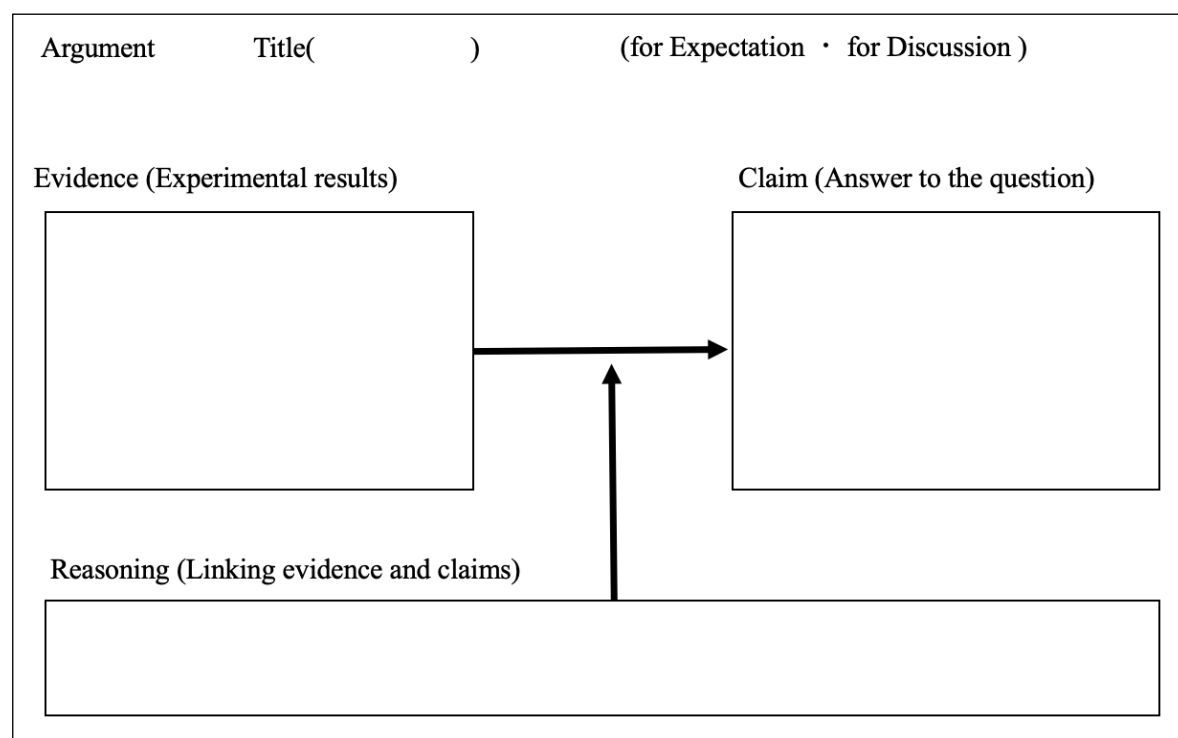 Argument Title( ) (for Expectation ・ for Discussion )
Evidence (Experimental results)
Claim (Answer to the question)
Reasoning (Linking evidence and claims)